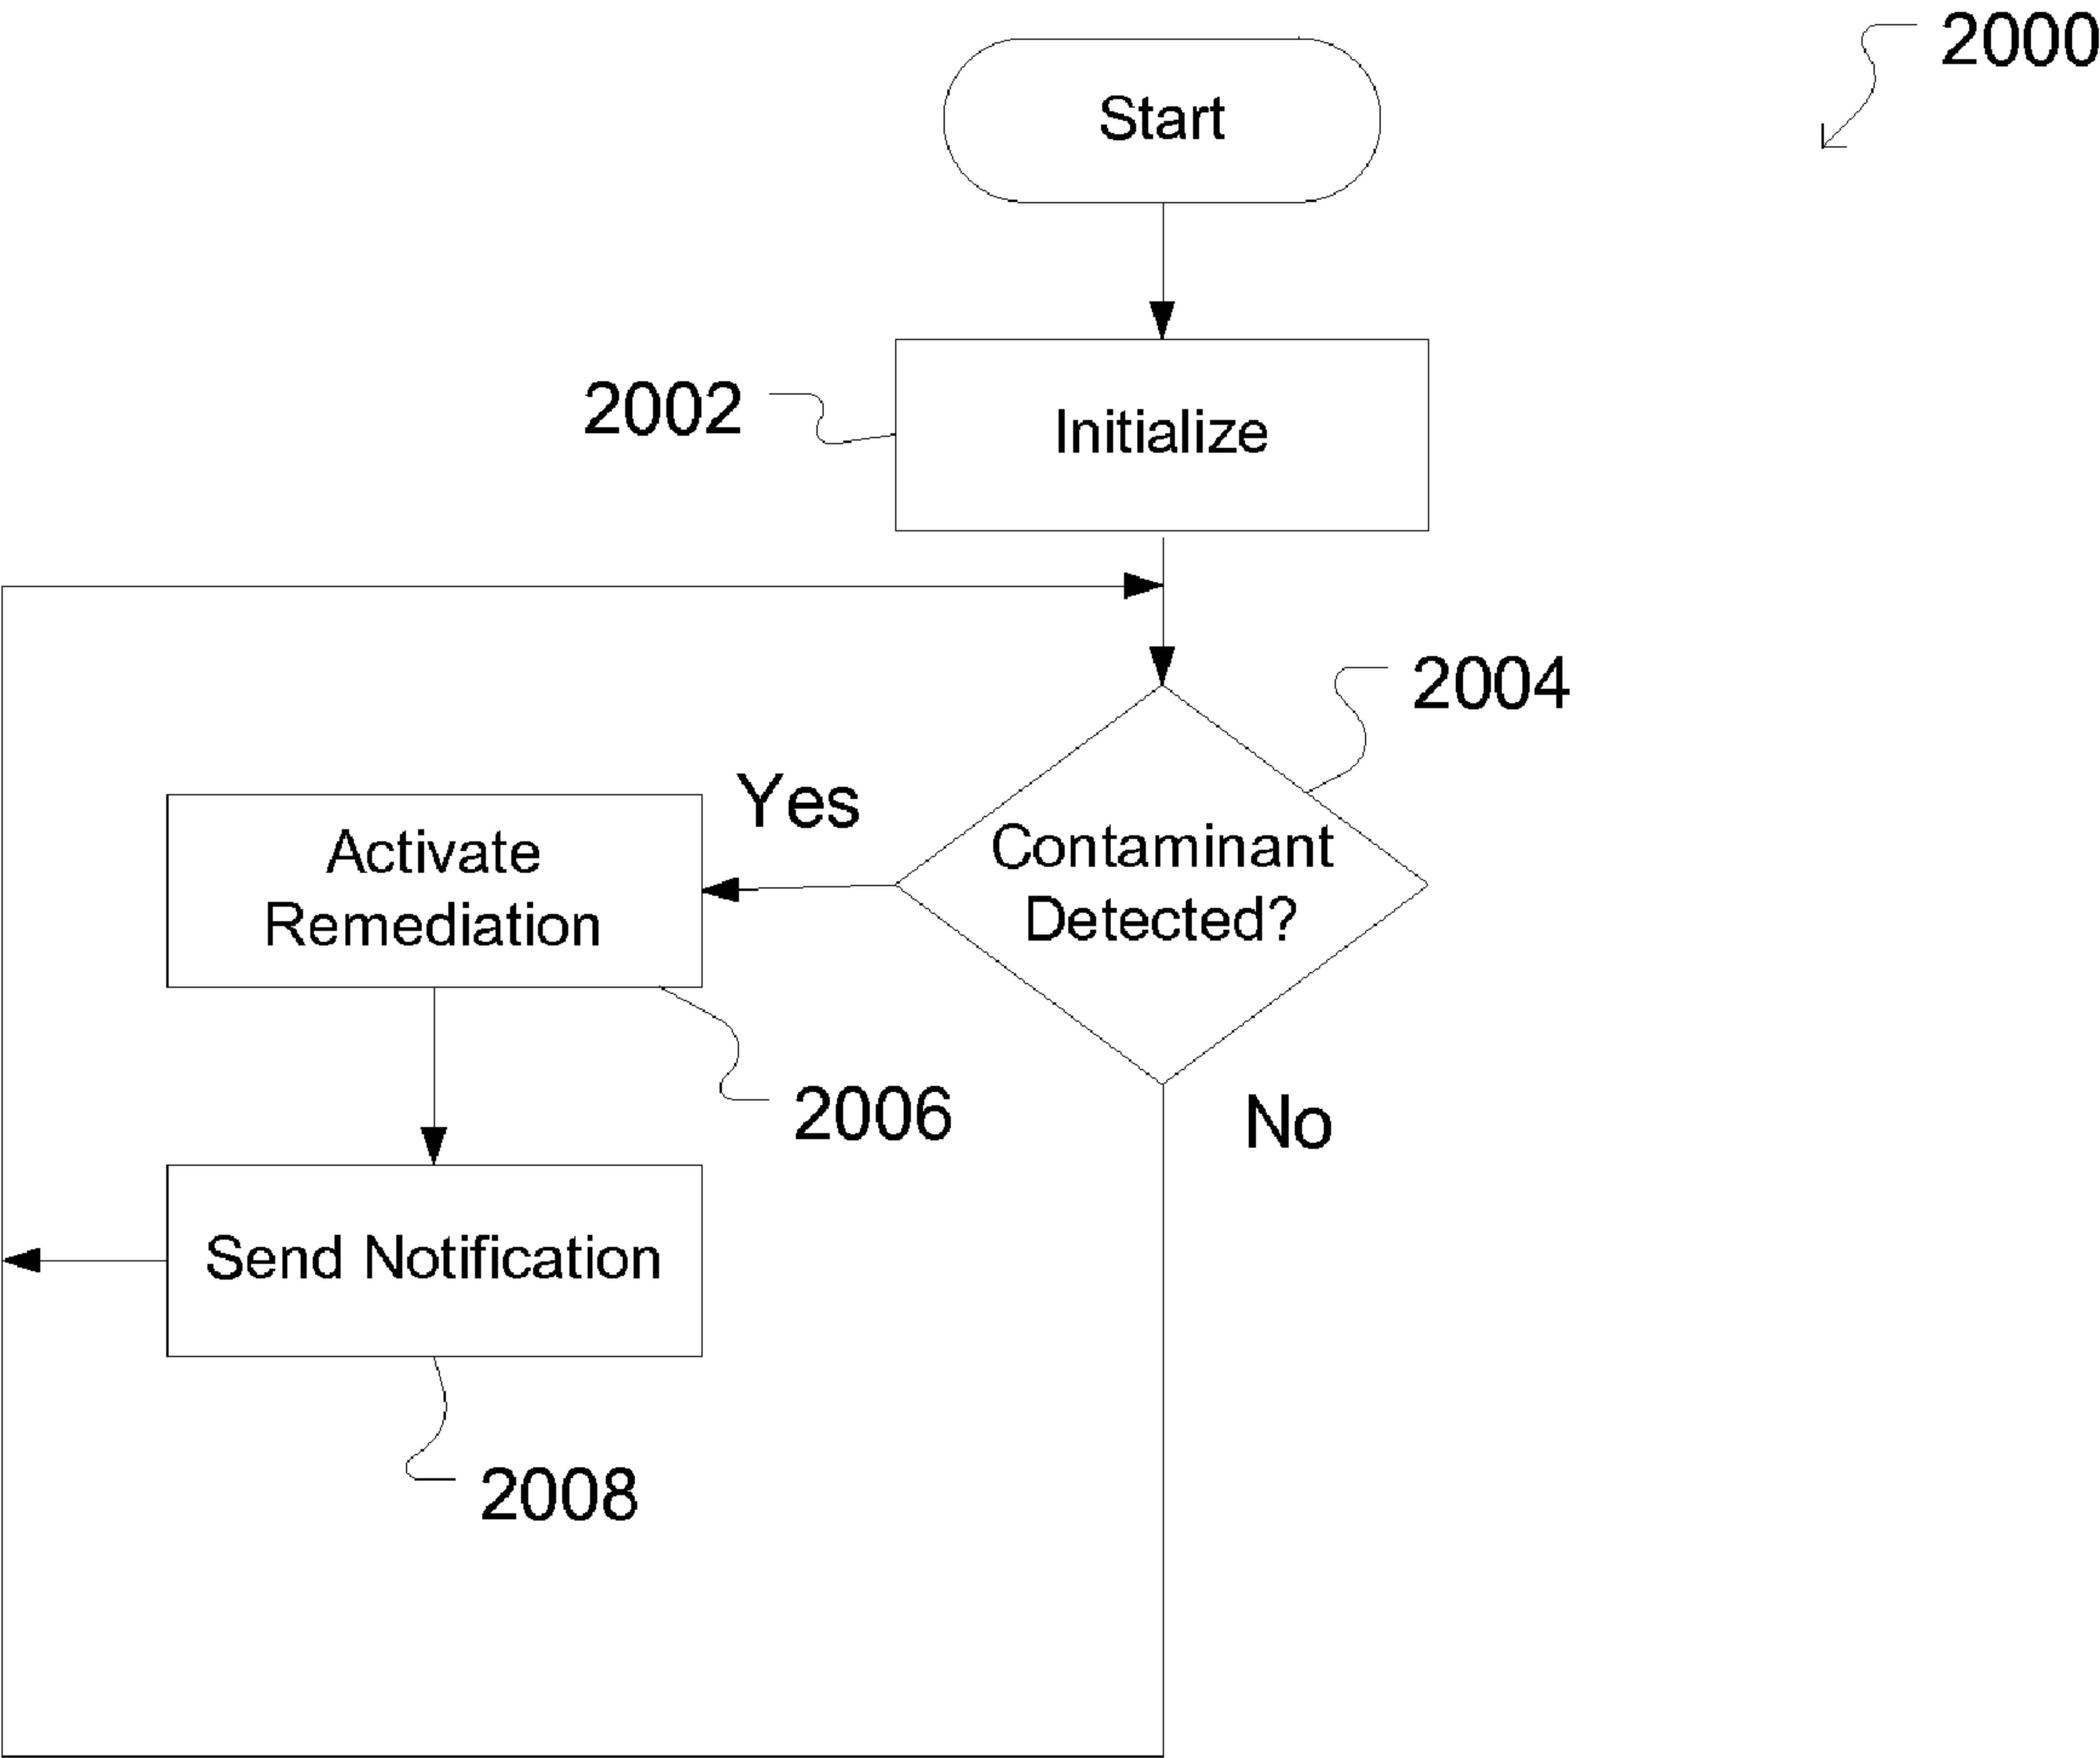 2000
Start
2002
Initialize
2004
Yes
Contaminant
Detected?
Activate
Remediation
2006
No
Send Notification
2008